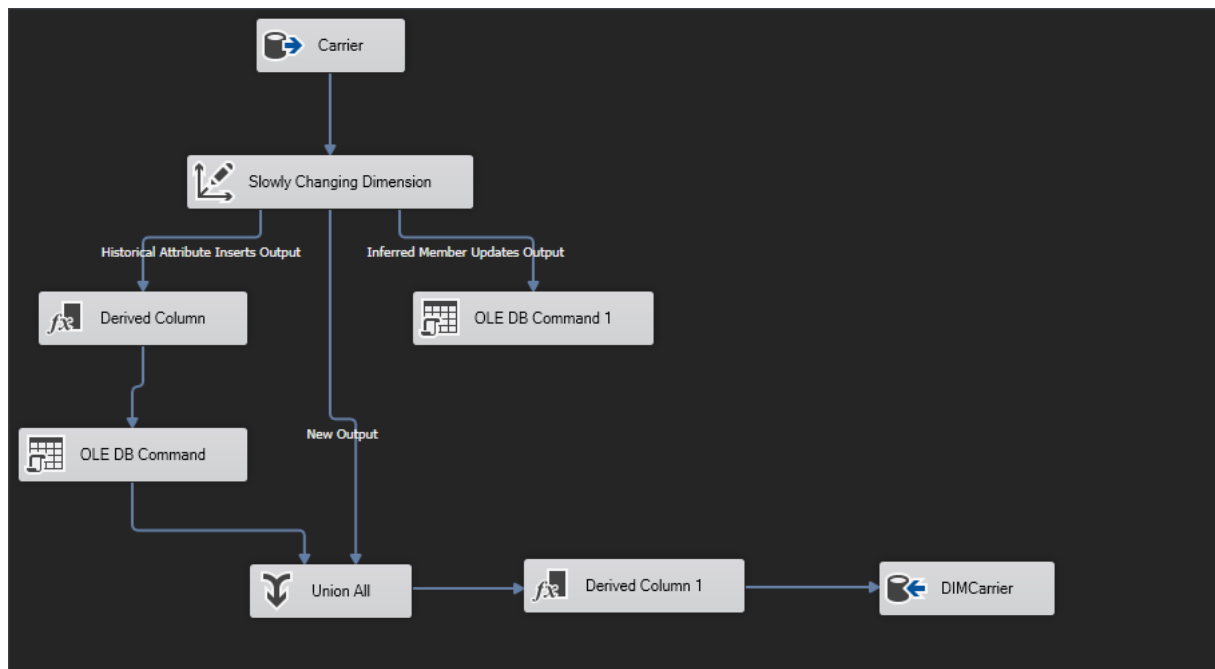 Carrier
Slowly Changing Dimension
Historical Attribute Inserts Output
Inferred Member Updates Output
Derived Column
OLE DB Command 1
New Output
OLE DB Command
Union All
Derived Column 1
DIMCarrier